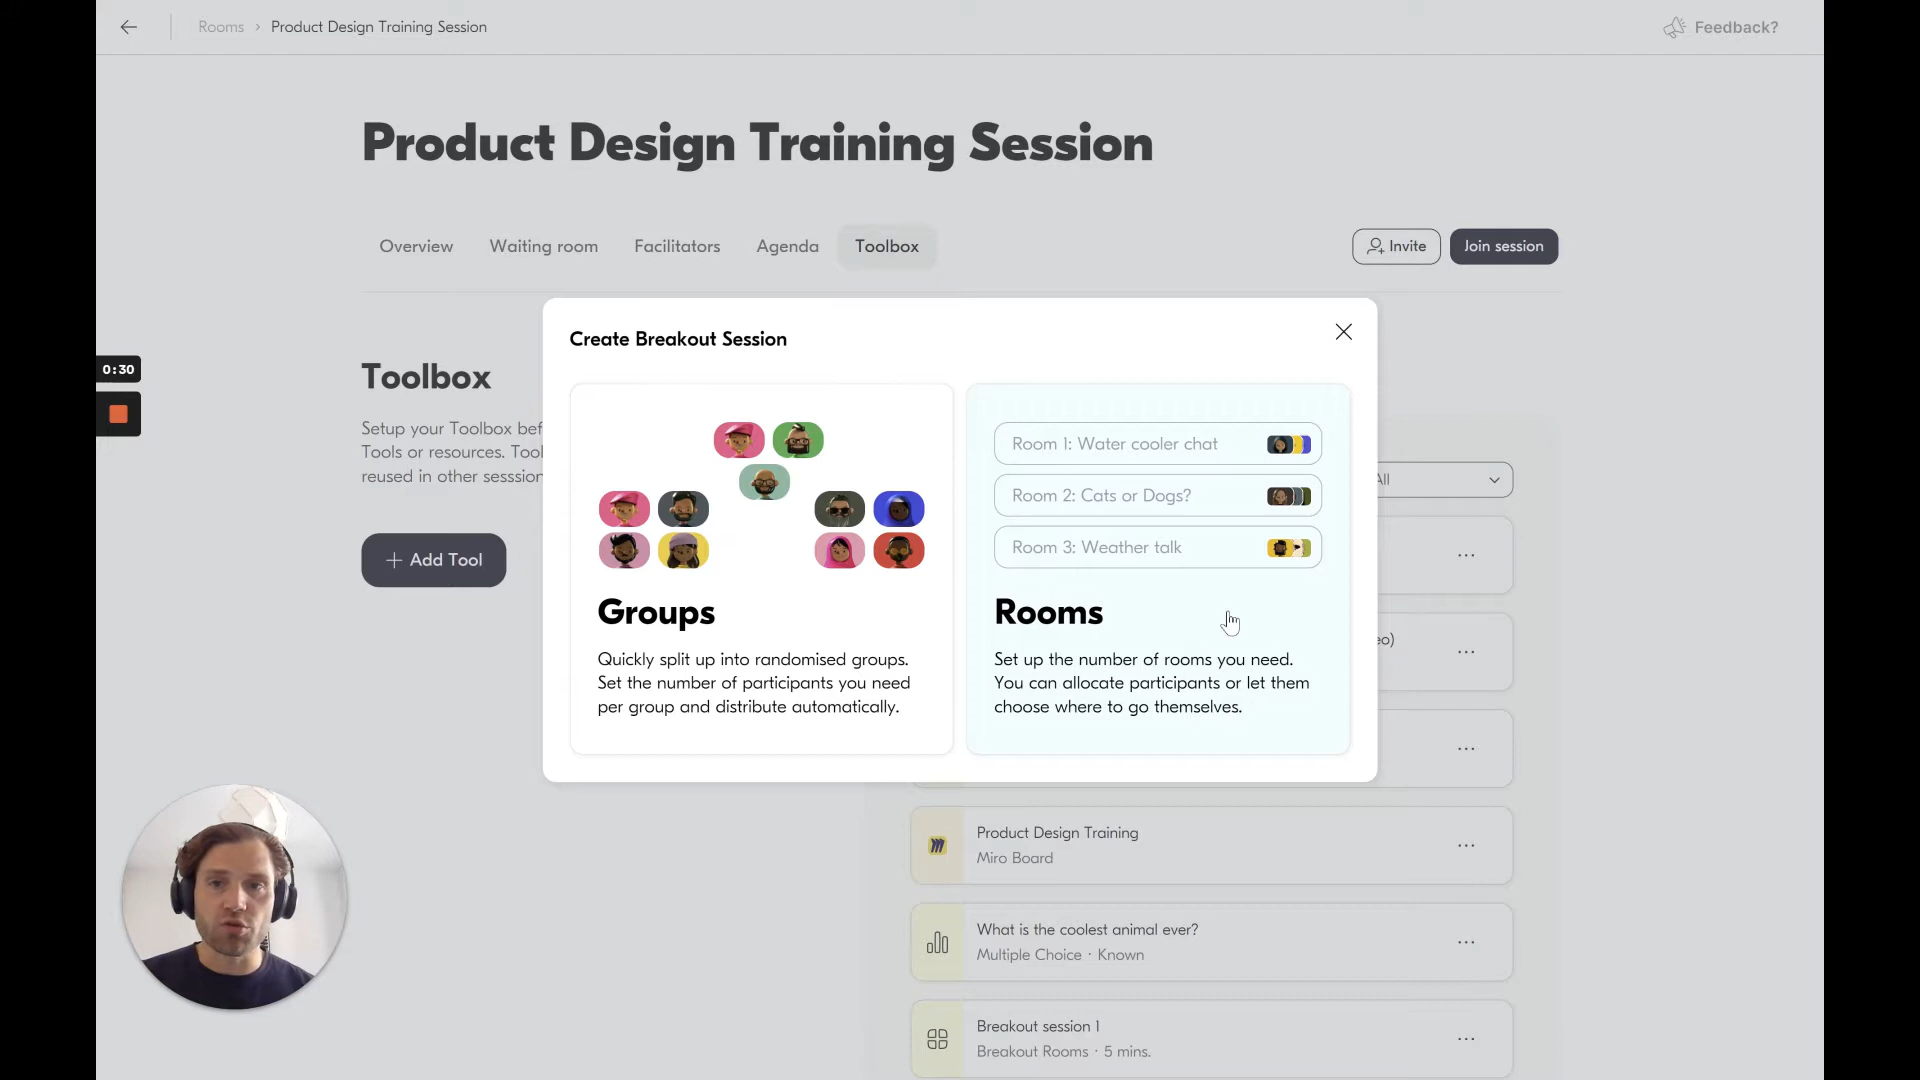 Rooms › Product Design Training Session
Feedback?
Product Design Training Session
Overview
Waiting room
Facilitators
Agenda
Toolbox
Invite
Join session
Create Breakout Session
0:30
Toolbox
Setup your Toolbox bef
Tools or resources. Tool
reused in other sesssion
+ Add Tool
Groups
Quickly split up into randomised groups.
Set the number of participants you need
per group and distribute automatically.
Room 1: Water cooler chat
Room 2: Cats or Dogs?
Room 3: Weather talk
Rooms
Set up the number of rooms you need.
You can allocate participants or let them
choose where to go themselves.
All
eo)
Product Design Training
Miro Board
What is the coolest animal ever?
Multiple Choice · Known
Breakout session 1
Breakout Rooms · 5 mins.